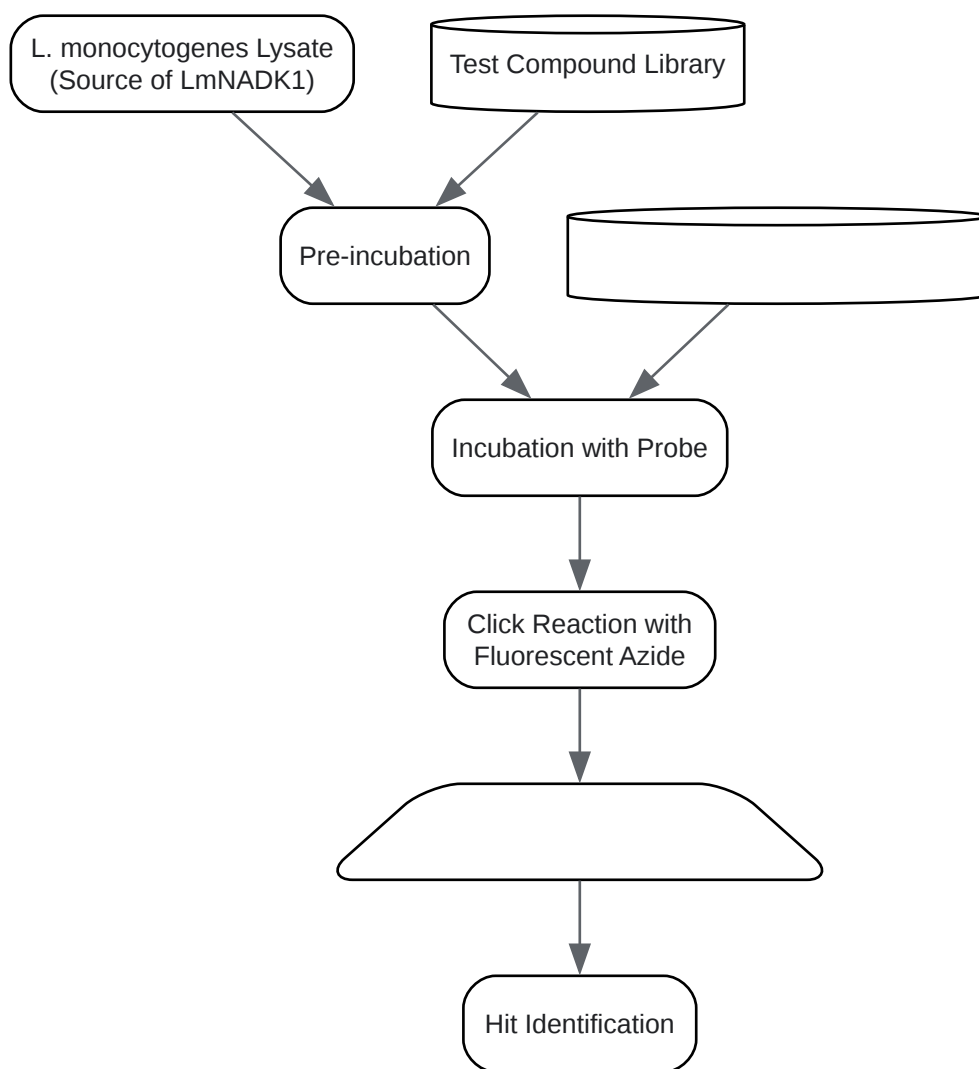 L. monocytogenes Lysate
(Source of LmNADK1)
Test Compound Library
Pre-incubation
Incubation with Probe
Click Reaction with
Fluorescent Azide
Hit Identification